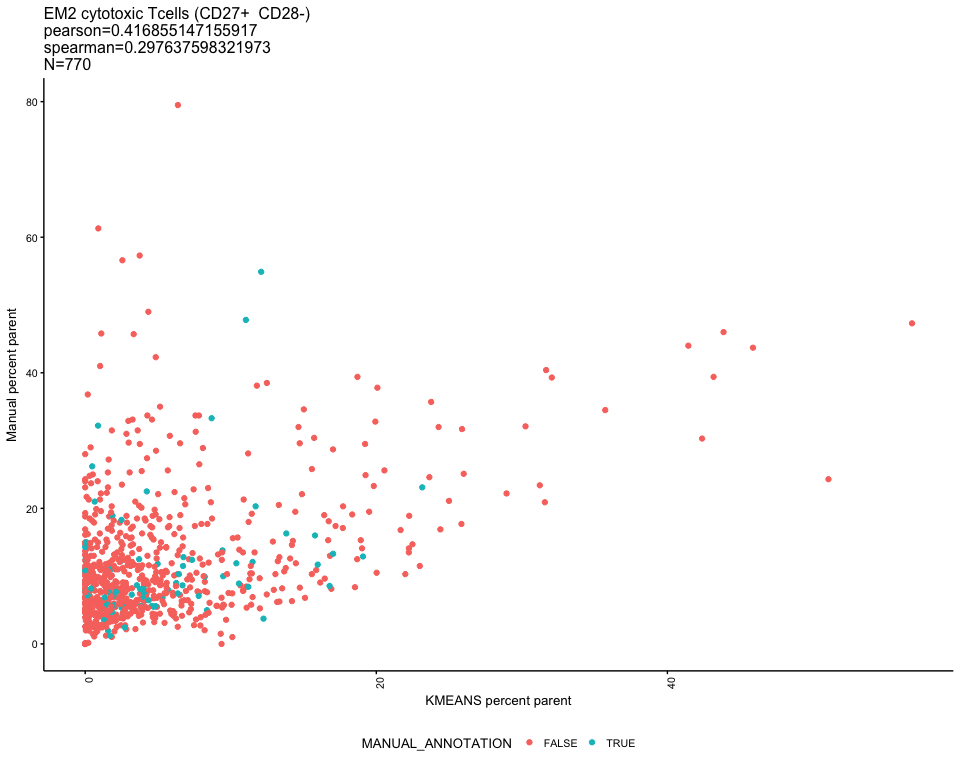 EM2 cytotoxic Tcells (CD27+  CD28-)
pearson=0.416855147155917
spearman=0.297637598321973
N=770
80
60
40
20
0
Manual percent parent
0
20
40
KMEANS percent parent
MANUAL_ANNOTATION FALSE TRUE